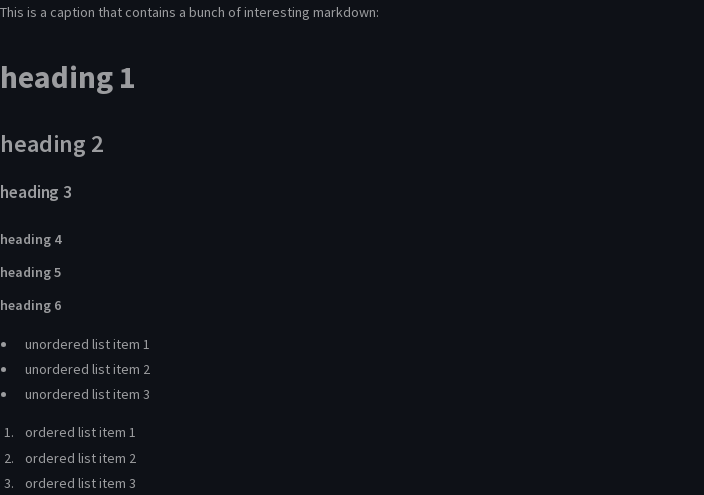 This is a caption that contains a bunch of interesting markdown:
heading 1
heading 2
heading 3
heading 4
heading 5
heading 6
• unordered list item 1
• unordered list item 2
• unordered list item 3
1. ordered list item 1
2. ordered list item 2
3. ordered list item 3